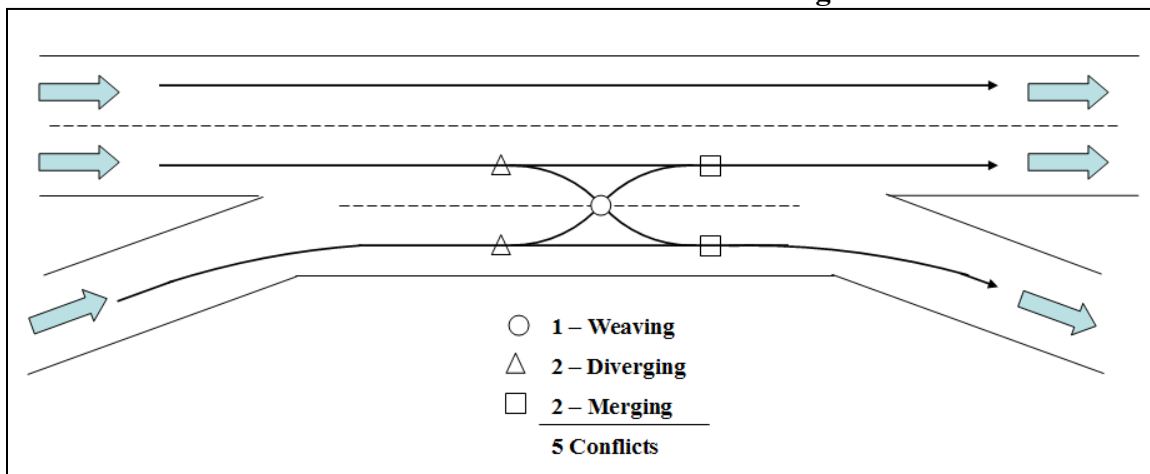 1 – Weaving
2 – Diverging
2 – Merging
5 Conflicts